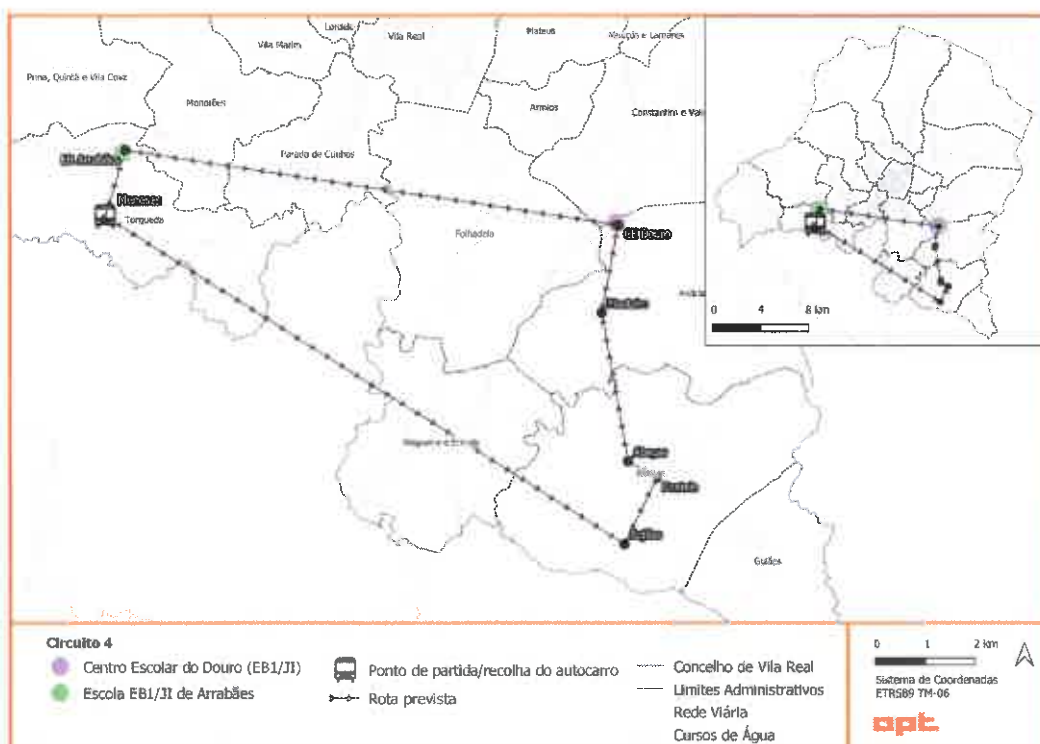 Lordelo
Vila Real
Mateus
Vila Marim
Pena, Quintã e Vila Cova
Mondrões
Arroios
Constantim e Val
Parada de Cunhos
EB Arrabães
Torgueda
Folhadela
CE Douro
Abaças
Guiães
0 4 8 km
Circuito 4
Centro Escolar do Douro (EB1/JI)
Escola EB1/JI de Arrabães
Ponto de partida/recolha do autocarro
Rota prevista
Concelho de Vila Real
Limites Administrativos
Rede Viária
Cursos de Água
0 1 2 km
Sistema de Coordenadas
ETRS89 TM-06
opt